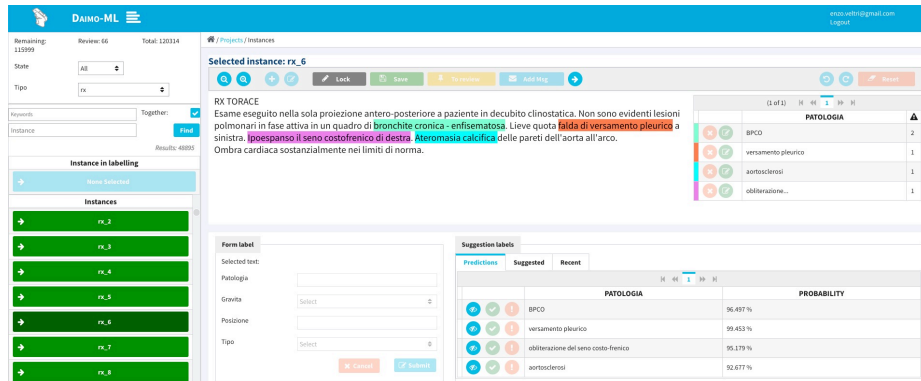 DAIMO-ML
enzo.veltri@gmail.com
Logout
Remaining: 115999
Review: 66
Total: 120314
State
All
Tipo
rx
Keywords
Together:
Instance
Find
Results: 48895
Instance in labelling
None Selected
Instances
rx_2
rx_3
rx_4
rx_5
rx_6
rx_7
rx_8
/ Projects / Instances
Selected instance: rx_6
Lock
Save
To review
Add Msg
Reset
RX TORACE
Esame eseguito nella sola proiezione antero-posteriore a paziente in decubito clinostatica. Non sono evidenti lesioni
polmonari in fase attiva in un quadro di bronchite cronica - enfisematosa. Lieve quota falda di versamento pleurico a
sinistra. Ipoespanso il seno costofrenico di destra. Ateromasia calcifica delle pareti dell'aorta all'arco.
Ombra cardiaca sostanzialmente nei limiti di norma.
(1 of 1)
1
PATOLOGIA
BPCO 2
versamento pleurico 1
aortosclerosi 1
obliterazione... 1
Form label
Selected text:
Patologia
Gravita
Select
Posizione
Tipo
Select
Cancel
Submit
Suggestion labels
Predictions
Suggested
Recent
1
PATOLOGIA PROBABILITY
BPCO 96.497 %
versamento pleurico 99.453 %
obliterazione del seno costo-frenico 95.179 %
aortosclerosi 92.677 %